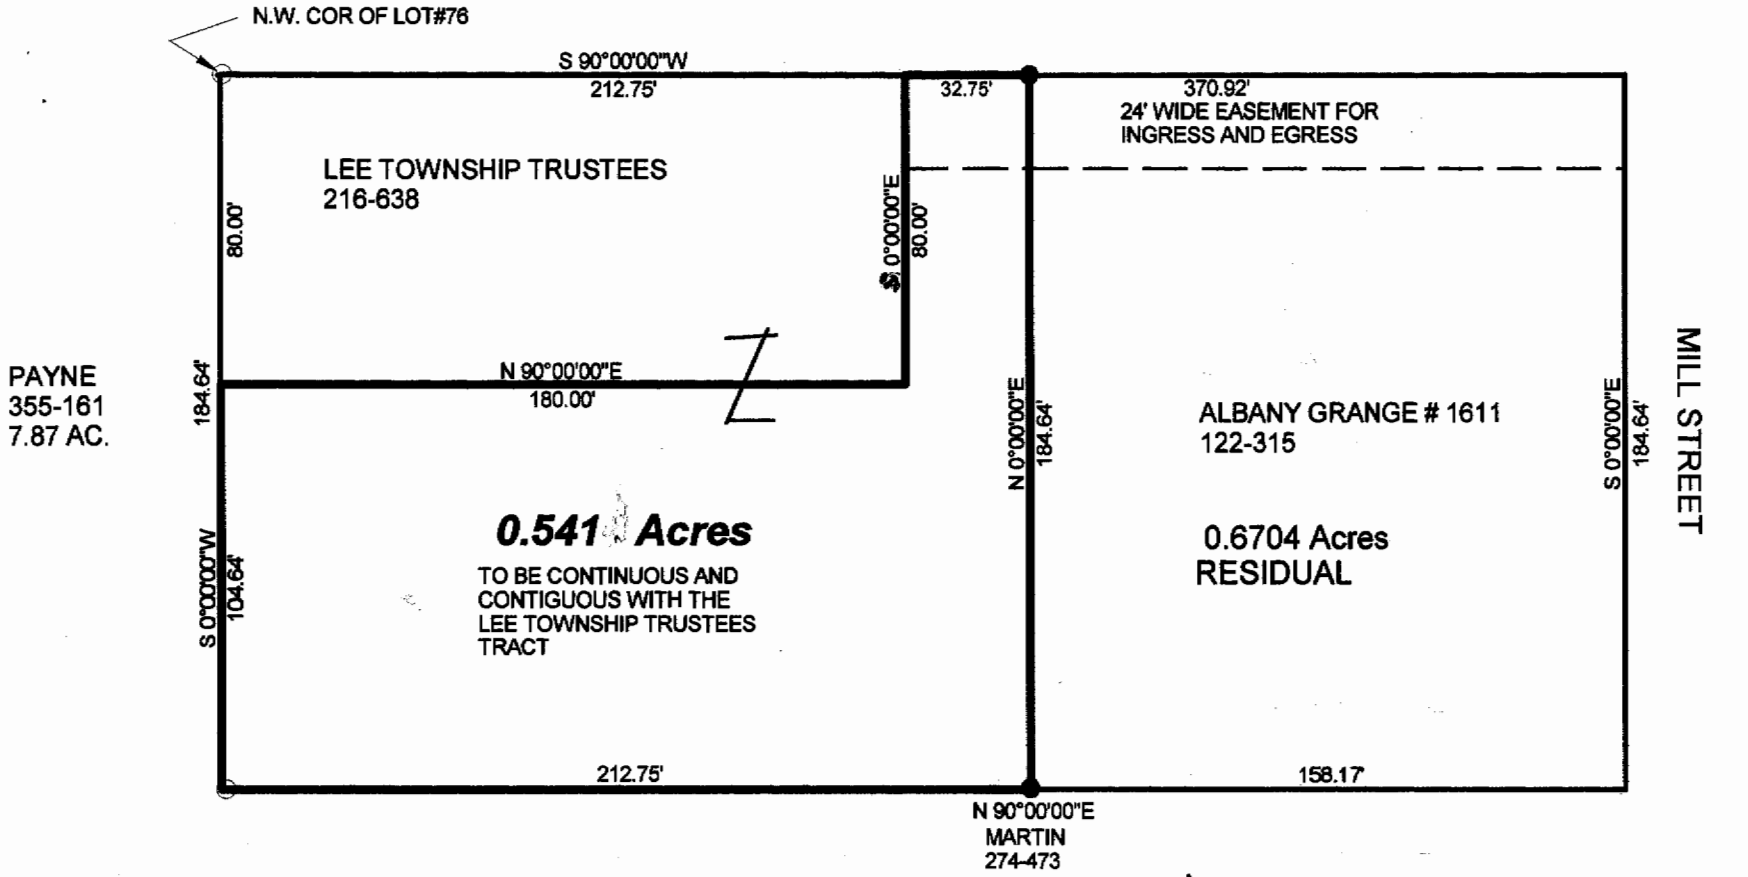 N.W. COR OF LOT#76
S 90°00'00"W
212.75'
32.75'
370.92'
24' WIDE EASEMENT FOR
INGRESS AND EGRESS
LEE TOWNSHIP TRUSTEES
216-638
80.00'
S 0°00'00"E
80.00'
PAYNE
355-161
7.87 AC.
184.64'
N 90°00'00"E
180.00'
N 0°00'00"E
184.64'
ALBANY GRANGE # 1611
122-315
S 0°00'00"E
184.64'
MILL STREET
0.541 Acres
TO BE CONTINUOUS AND
CONTIGUOUS WITH THE
LEE TOWNSHIP TRUSTEES
TRACT
0.6704 Acres
RESIDUAL
S 0°00'00"W
104.64'
212.75'
158.17'
N 90°00'00"E
MARTIN
274-473